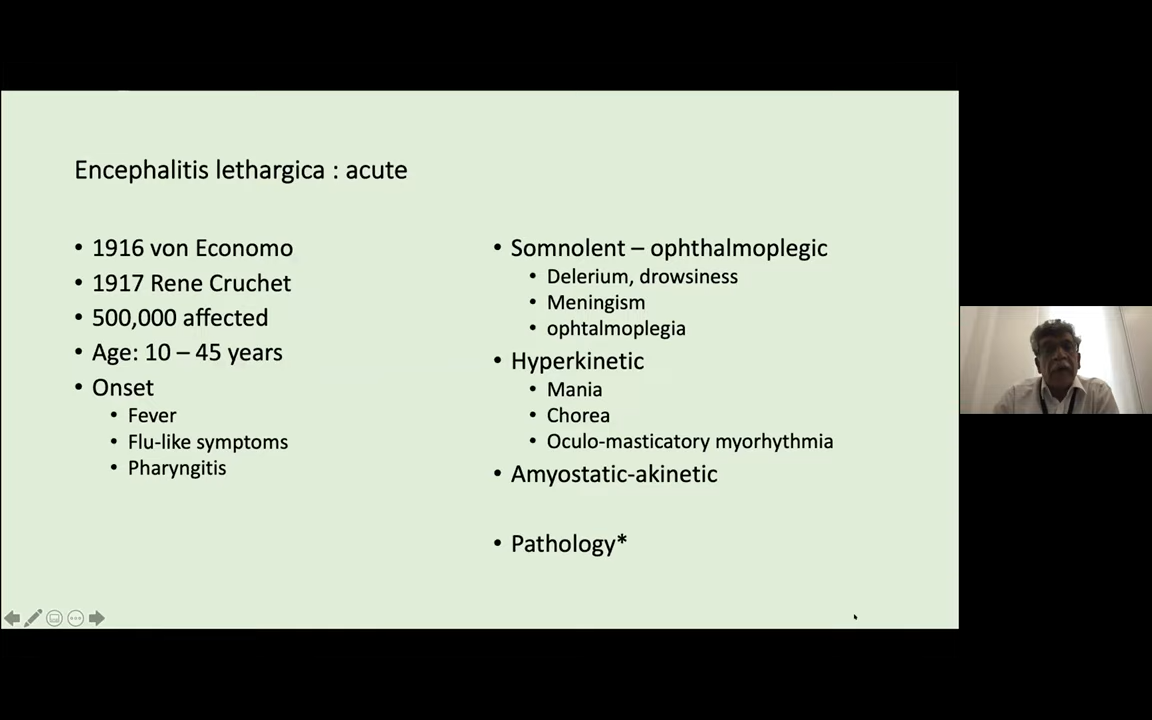 Encephalitis lethargica : acute
• 1916 von Economo
• 1917 Rene Cruchet
• 500,000 affected
• Age: 10 – 45 years
• Onset
• Fever
• Flu-like symptoms
• Pharyngitis
• Somnolent – ophthalmoplegic
• Delerium, drowsiness
• Meningism
• ophtalmoplegia
• Hyperkinetic
• Mania
• Chorea
• Oculo-masticatory myorhythmia
• Amyostatic-akinetic
• Pathology*